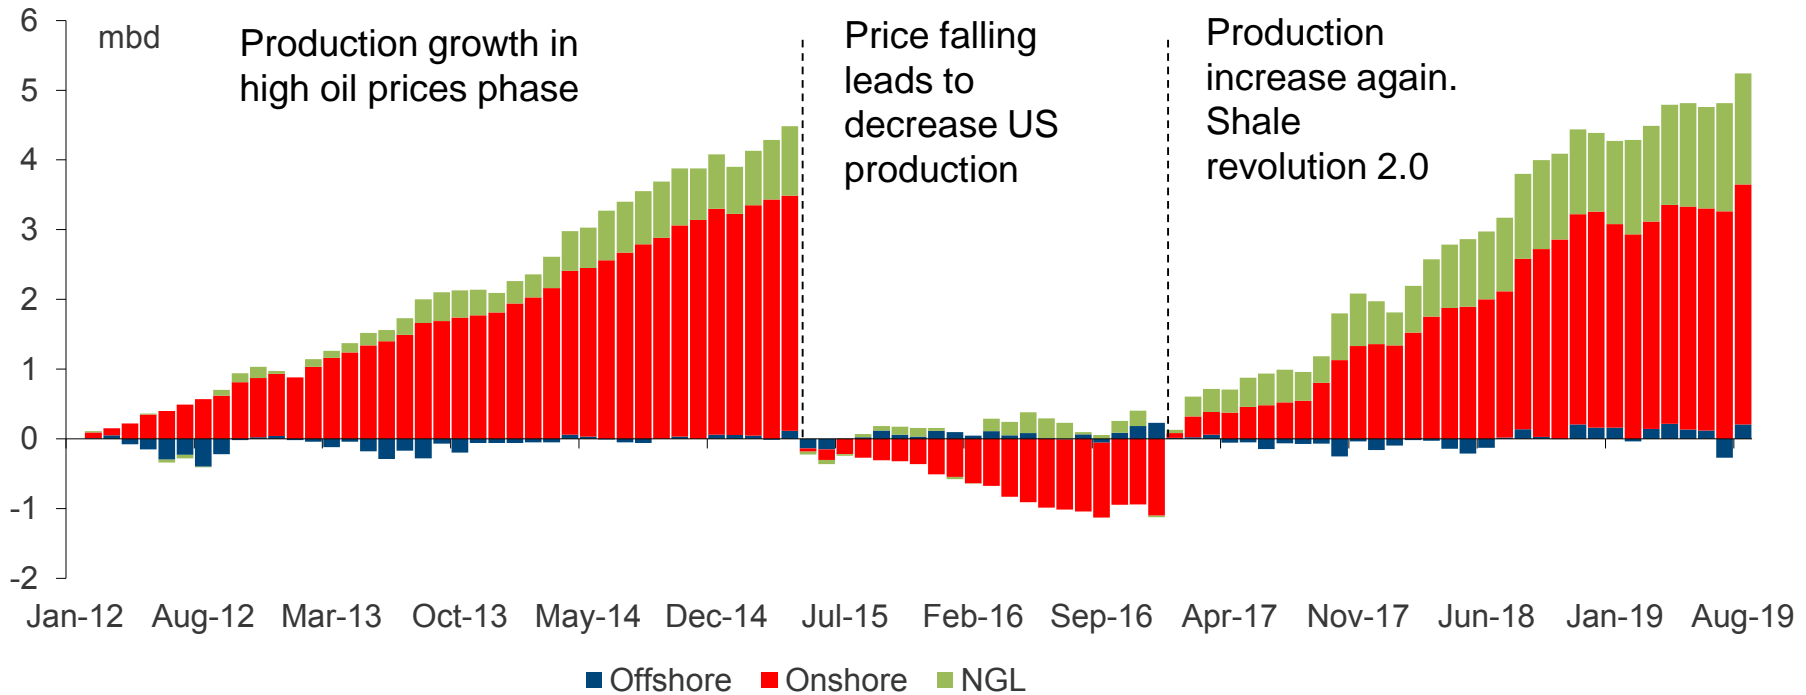 6
5
4
3
2
1
0
-1
-2
mbd
Production growth in
high oil prices phase
Price falling
leads to
decrease US
production
Production
increase again.
Shale
revolution 2.0
Jan-12 Aug-12 Mar-13 Oct-13 May-14 Dec-14 Jul-15 Feb-16 Sep-16 Apr-17 Nov-17 Jun-18 Jan-19 Aug-19
Offshore Onshore NGL